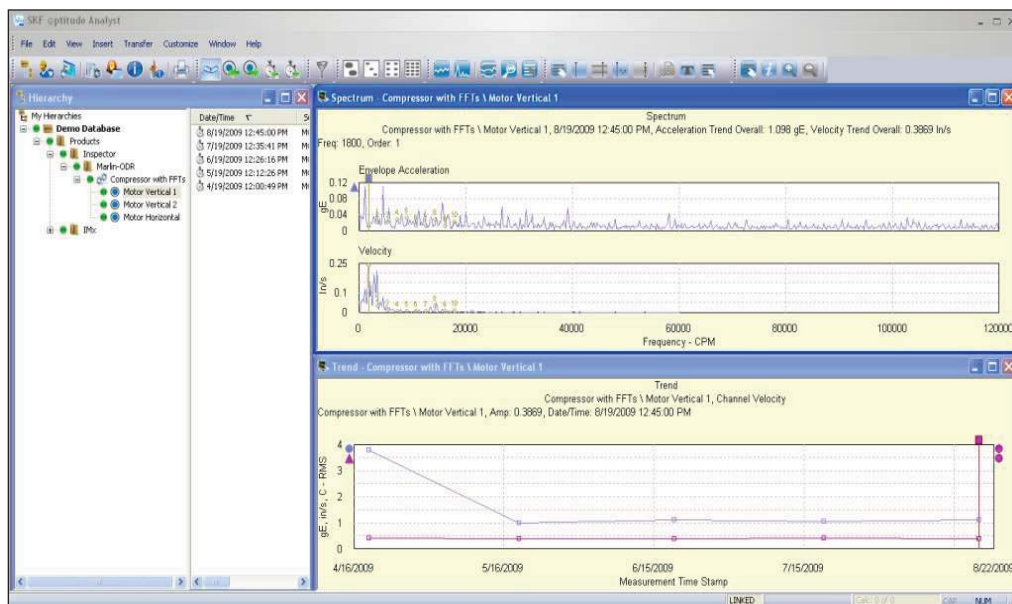 SKF @ptitude Analyst
File Edit View Insert Transfer Customize Window Help
Hierarchy
My Hierarchies
Demo Database
Products
Inspector
Marlin-ODR
Compressor with FFTs
Motor Vertical 1
Motor Vertical 2
Motor Horizontal
IMx
Date/Time
8/19/2009 12:45:00 PM
7/19/2009 12:35:41 PM
6/19/2009 12:26:16 PM
5/19/2009 12:12:26 PM
4/19/2009 12:00:49 PM
Spectrum - Compressor with FFTs \ Motor Vertical 1
Spectrum
Compressor with FFTs \ Motor Vertical 1, 8/19/2009 12:45:00 PM, Acceleration Trend Overall: 1.098 gE, Velocity Trend Overall: 0.3869 In/s
Freq: 1800, Order: 1
Envelope Acceleration
gE
0.12
0.08
0.04
0
Velocity
In/s
0.25
0.1
0
0 20000 40000 60000 80000 100000 120000
Frequency - CPM
Trend - Compressor with FFTs \ Motor Vertical 1
Trend
Compressor with FFTs \ Motor Vertical 1, Channel Velocity
Compressor with FFTs \ Motor Vertical 1, Amp: 0.3869, Date/Time: 8/19/2009 12:45:00 PM
gE, in/s, C - RMS
4
3
2
1
0
4/16/2009 5/16/2009 6/15/2009 7/15/2009 8/22/2009
Measurement Time Stamp
LINKED Calc: 0 of 0 CAP NUM